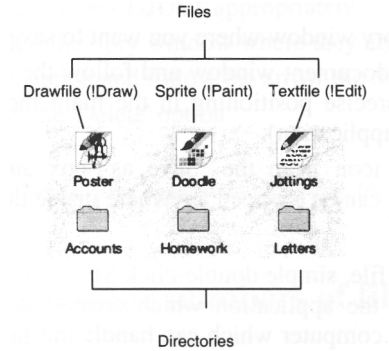 Files
Drawfile (!Draw) Sprite (!Paint) Textfile (!Edit)
Poster Doodle Jottings
Accounts Homework Letters
Directories